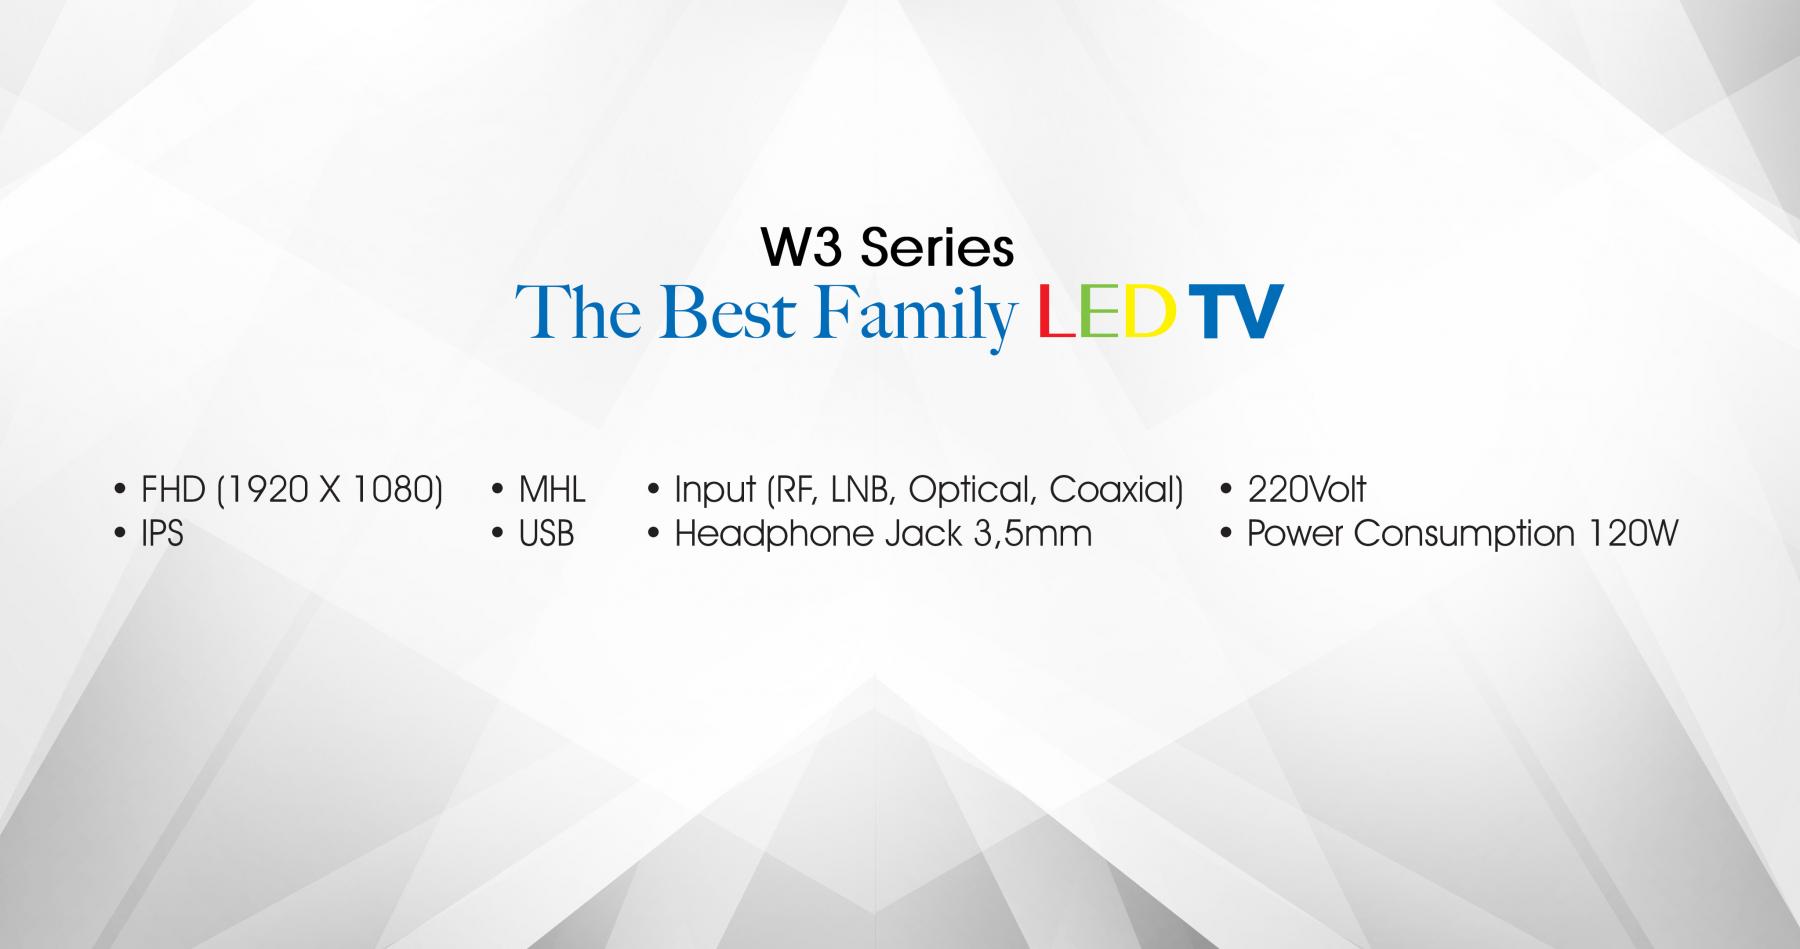 W3 Series
The Best Family LED TV
• FHD (1920 X 1080)
• IPS
• MHL
• USB
• Input (RF, LNB, Optical, Coaxial)
• Headphone Jack 3,5mm
• 220Volt
• Power Consumption 120W